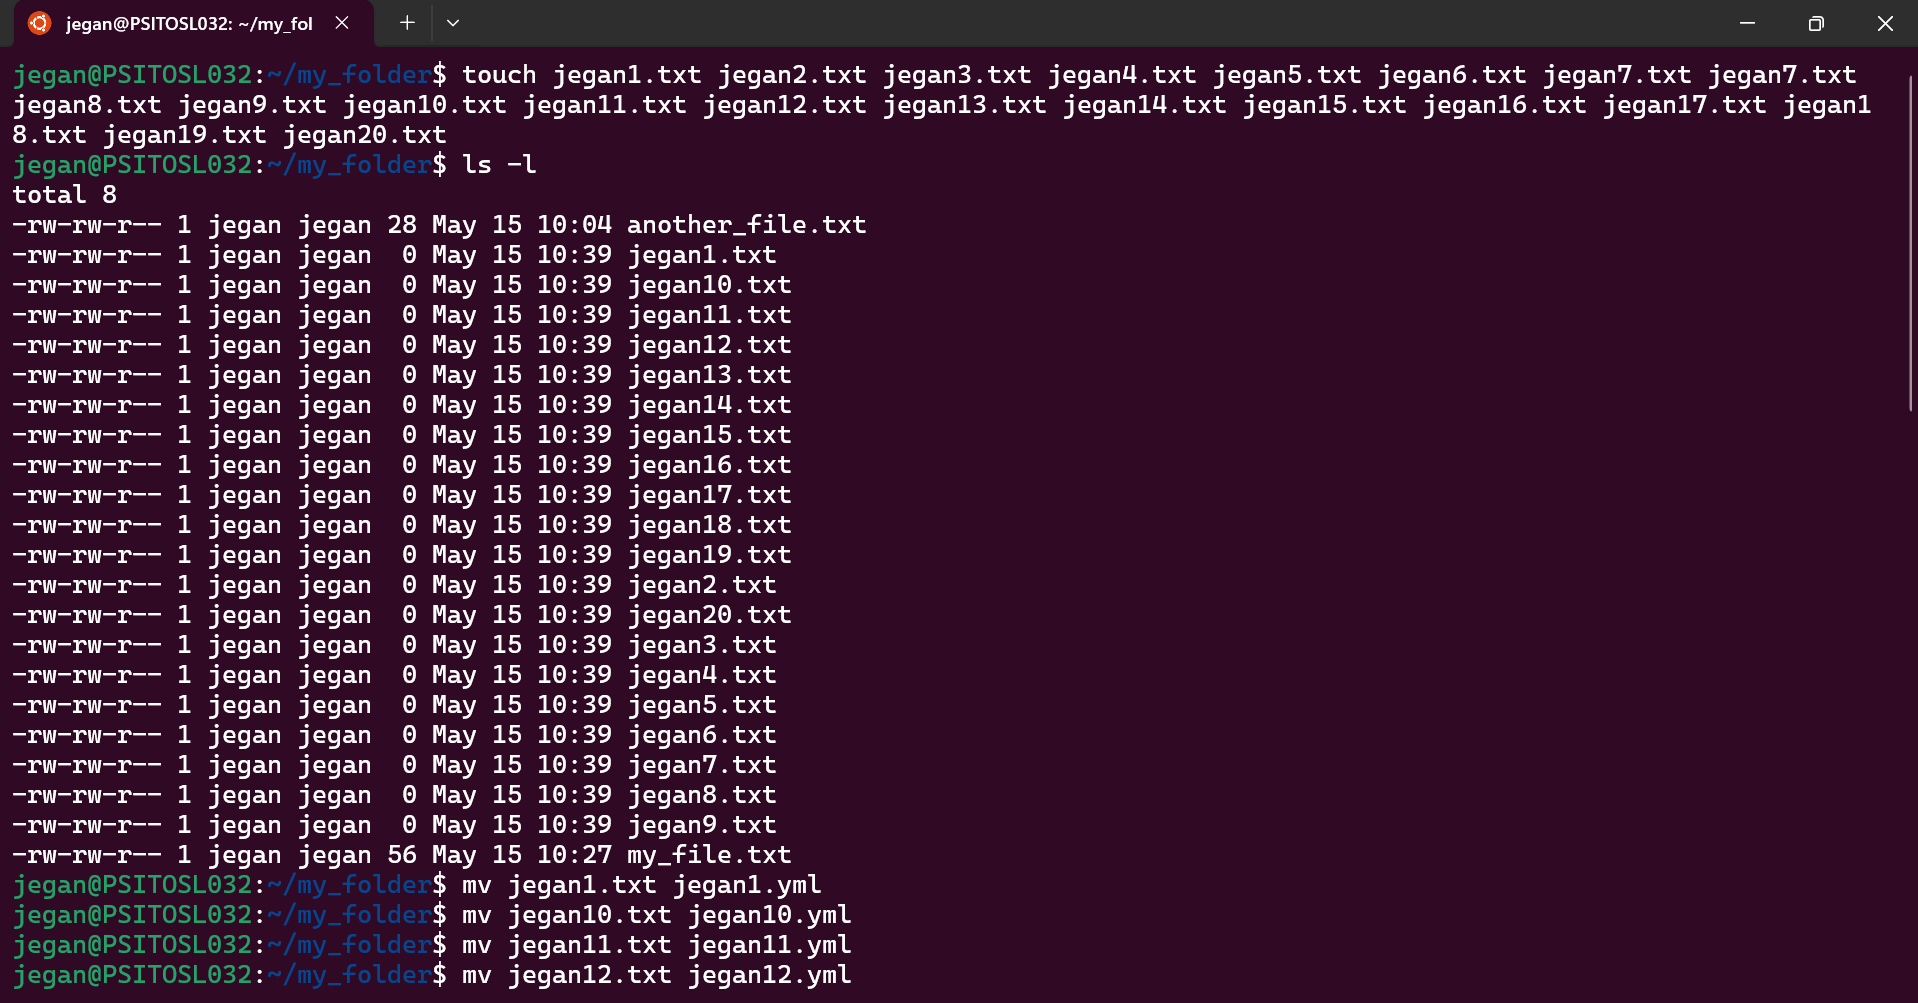 jegan@PSITOSL032: ~/my_fol
jegan@PSITOSL032:~/my_folder$ touch jegan1.txt jegan2.txt jegan3.txt jegan4.txt jegan5.txt jegan6.txt jegan7.txt jegan7.txt
jegan8.txt jegan9.txt jegan10.txt jegan11.txt jegan12.txt jegan13.txt jegan14.txt jegan15.txt jegan16.txt jegan17.txt jegan1
8.txt jegan19.txt jegan20.txt
jegan@PSITOSL032:~/my_folder$ ls -l
total 8
-rw-rw-r-- 1 jegan jegan 28 May 15 10:04 another_file.txt
-rw-rw-r-- 1 jegan jegan  0 May 15 10:39 jegan1.txt
-rw-rw-r-- 1 jegan jegan  0 May 15 10:39 jegan10.txt
-rw-rw-r-- 1 jegan jegan  0 May 15 10:39 jegan11.txt
-rw-rw-r-- 1 jegan jegan  0 May 15 10:39 jegan12.txt
-rw-rw-r-- 1 jegan jegan  0 May 15 10:39 jegan13.txt
-rw-rw-r-- 1 jegan jegan  0 May 15 10:39 jegan14.txt
-rw-rw-r-- 1 jegan jegan  0 May 15 10:39 jegan15.txt
-rw-rw-r-- 1 jegan jegan  0 May 15 10:39 jegan16.txt
-rw-rw-r-- 1 jegan jegan  0 May 15 10:39 jegan17.txt
-rw-rw-r-- 1 jegan jegan  0 May 15 10:39 jegan18.txt
-rw-rw-r-- 1 jegan jegan  0 May 15 10:39 jegan19.txt
-rw-rw-r-- 1 jegan jegan  0 May 15 10:39 jegan2.txt
-rw-rw-r-- 1 jegan jegan  0 May 15 10:39 jegan20.txt
-rw-rw-r-- 1 jegan jegan  0 May 15 10:39 jegan3.txt
-rw-rw-r-- 1 jegan jegan  0 May 15 10:39 jegan4.txt
-rw-rw-r-- 1 jegan jegan  0 May 15 10:39 jegan5.txt
-rw-rw-r-- 1 jegan jegan  0 May 15 10:39 jegan6.txt
-rw-rw-r-- 1 jegan jegan  0 May 15 10:39 jegan7.txt
-rw-rw-r-- 1 jegan jegan  0 May 15 10:39 jegan8.txt
-rw-rw-r-- 1 jegan jegan  0 May 15 10:39 jegan9.txt
-rw-rw-r-- 1 jegan jegan 56 May 15 10:27 my_file.txt
jegan@PSITOSL032:~/my_folder$ mv jegan1.txt jegan1.yml
jegan@PSITOSL032:~/my_folder$ mv jegan10.txt jegan10.yml
jegan@PSITOSL032:~/my_folder$ mv jegan11.txt jegan11.yml
jegan@PSITOSL032:~/my_folder$ mv jegan12.txt jegan12.yml